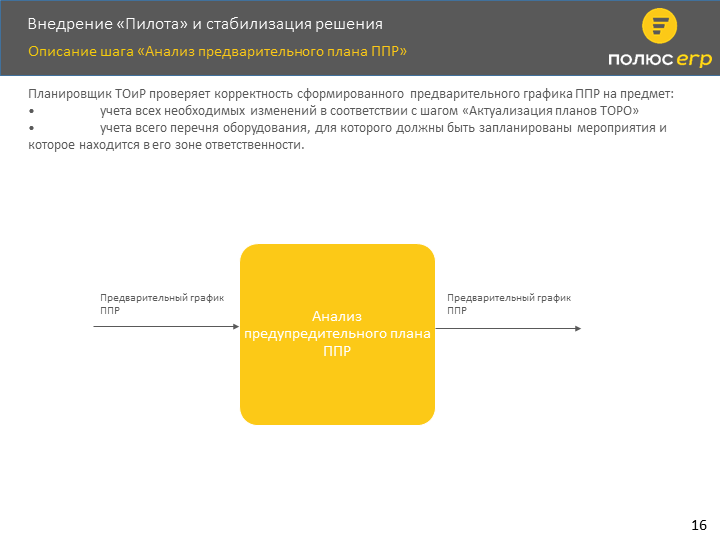 Внедрение «Пилота» и стабилизация решения
Описание шага «Анализ предварительного плана ППР»
ПОЛЮС erp
Планировщик ТОиР проверяет корректность сформированного предварительного графика ППР на предмет:
• учета всех необходимых изменений в соответствии с шагом «Актуализация планов ТОРО»
• учета всего перечня оборудования, для которого должны быть запланированы мероприятия и
которое находится в его зоне ответственности.
Предварительный график
ППР
Анализ
предупредительного плана
ППР
Предварительный график
ППР
16